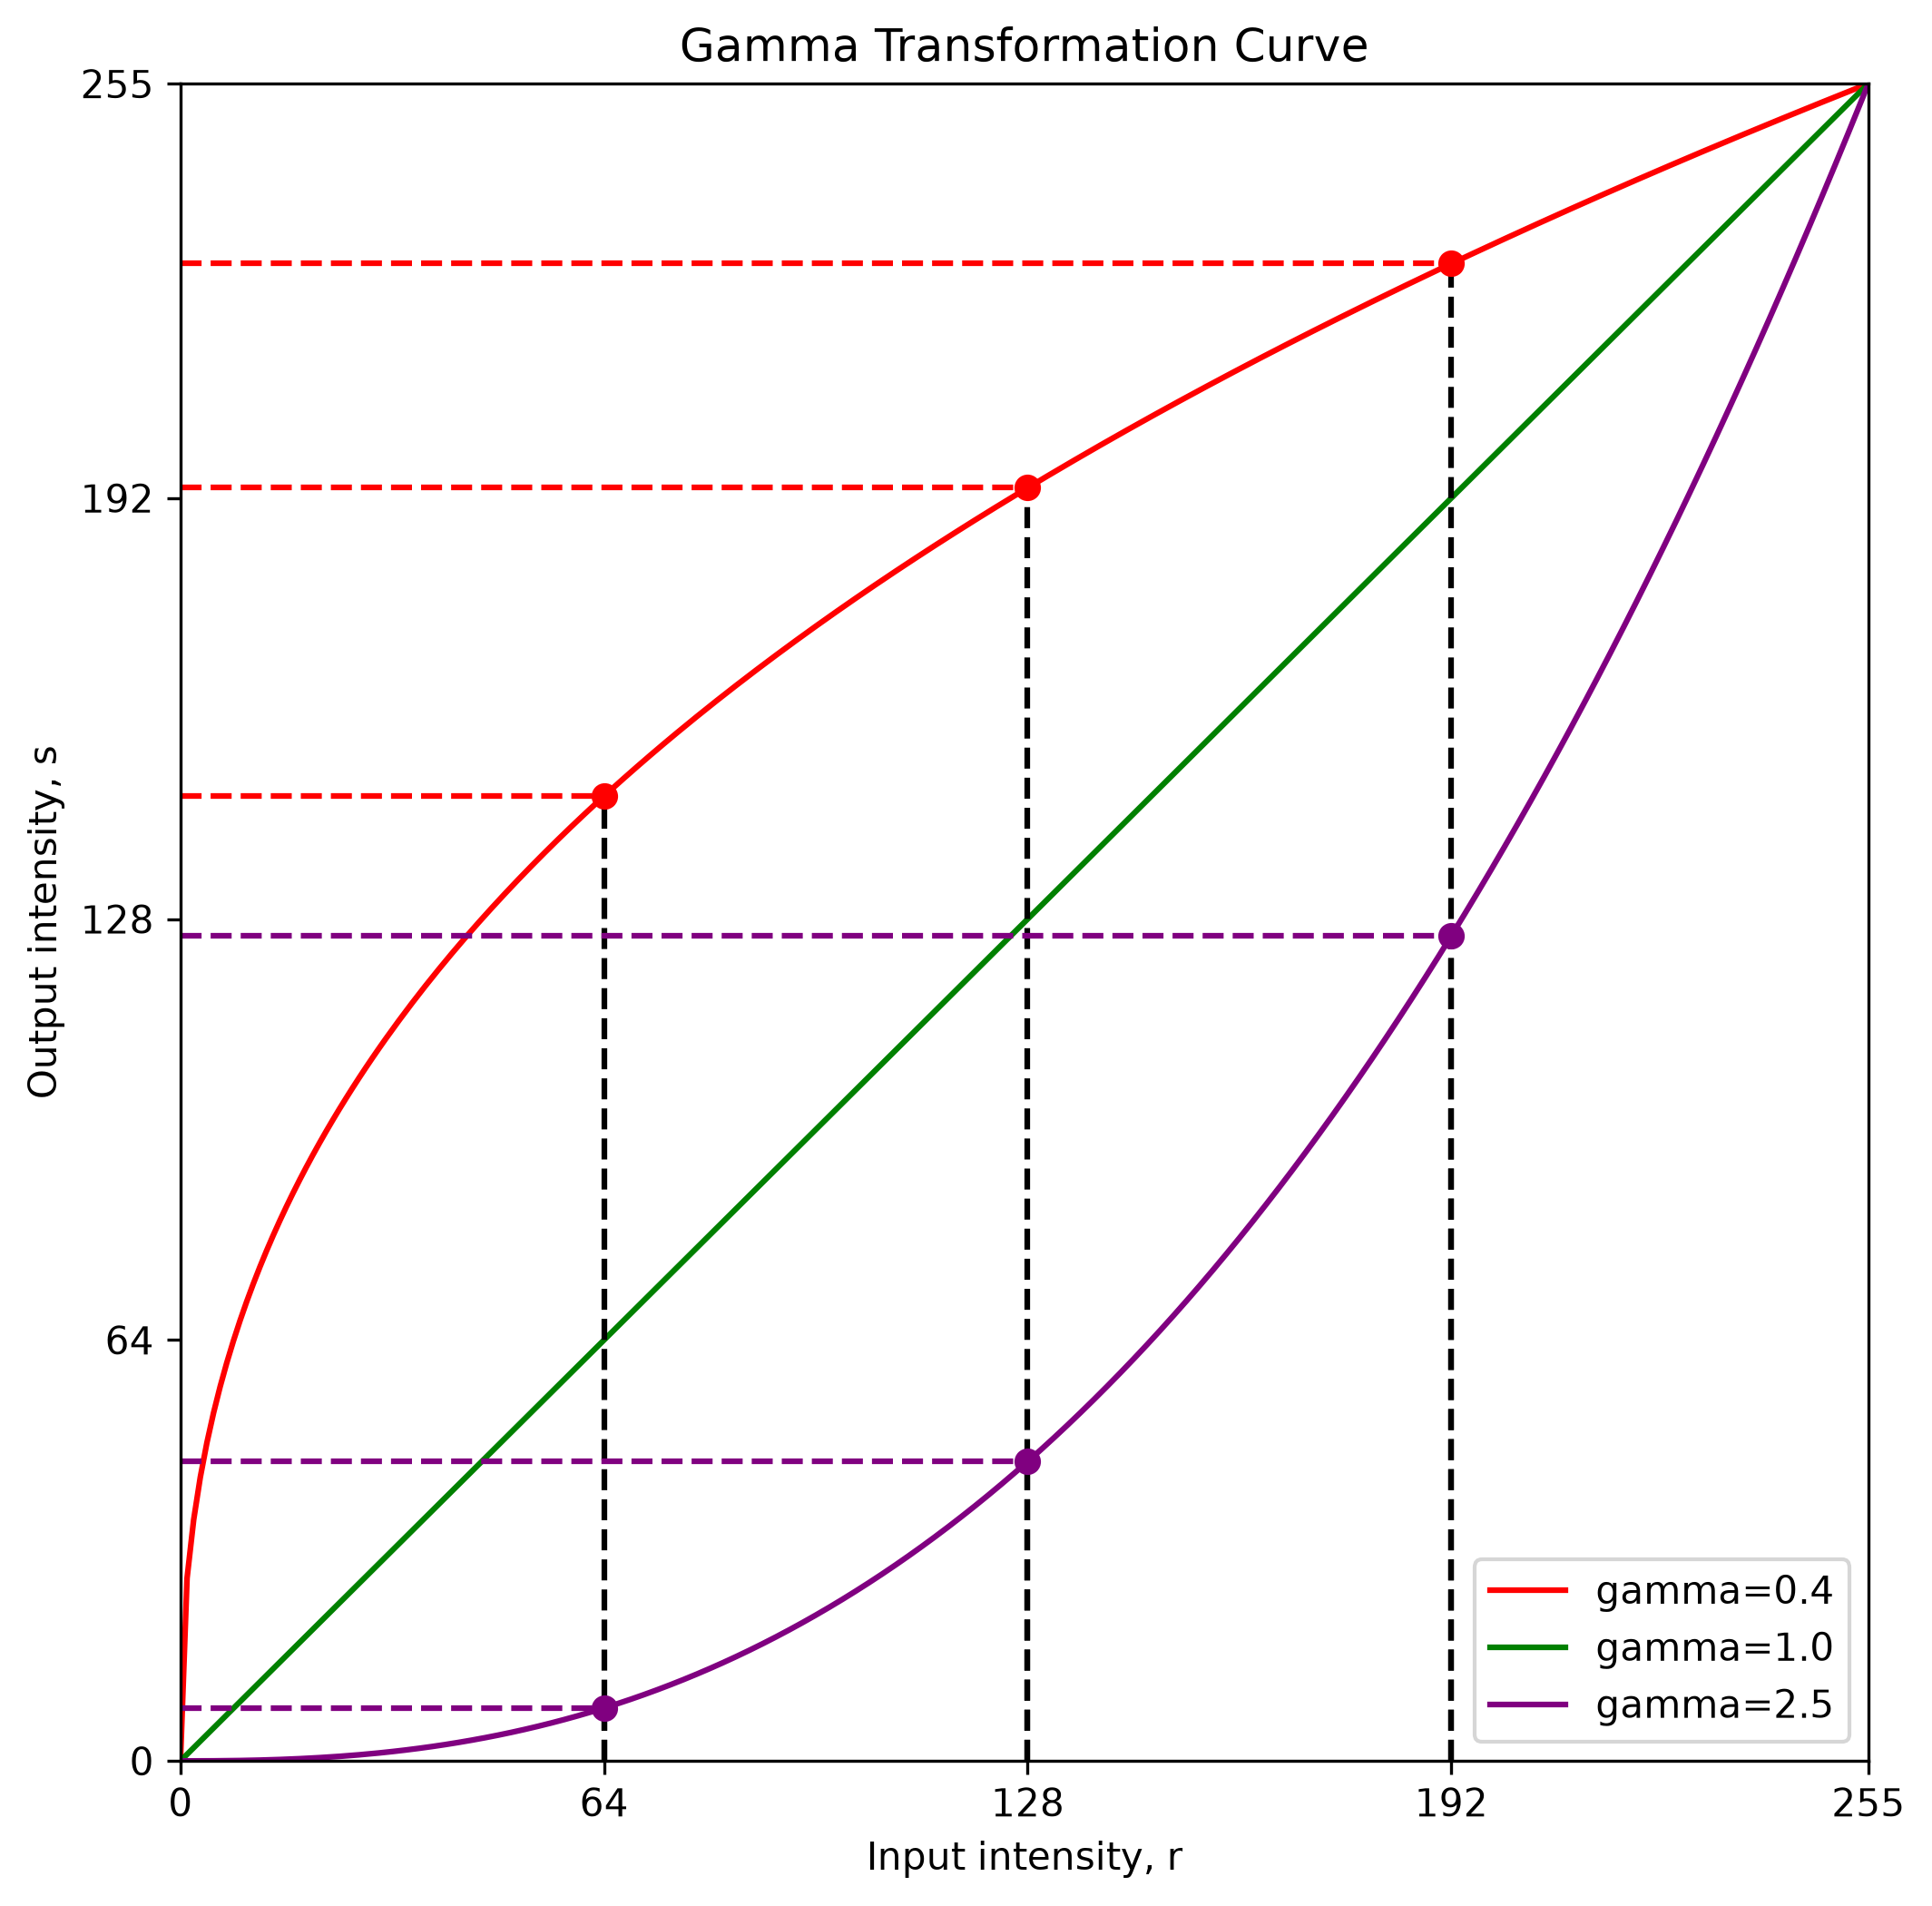 Gamma Transformation Curve
255
192
128
64
0
Output intensity, s
0 64 128 192 255
Input intensity, r
gamma=0.4
gamma=1.0
gamma=2.5